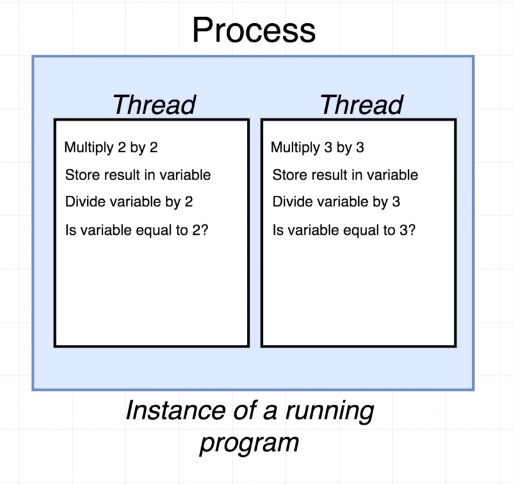 Process
Thread
Multiply 2 by 2
Store result in variable
Divide variable by 2
Is variable equal to 2?
Thread
Multiply 3 by 3
Store result in variable
Divide variable by 3
Is variable equal to 3?
Instance of a running
program